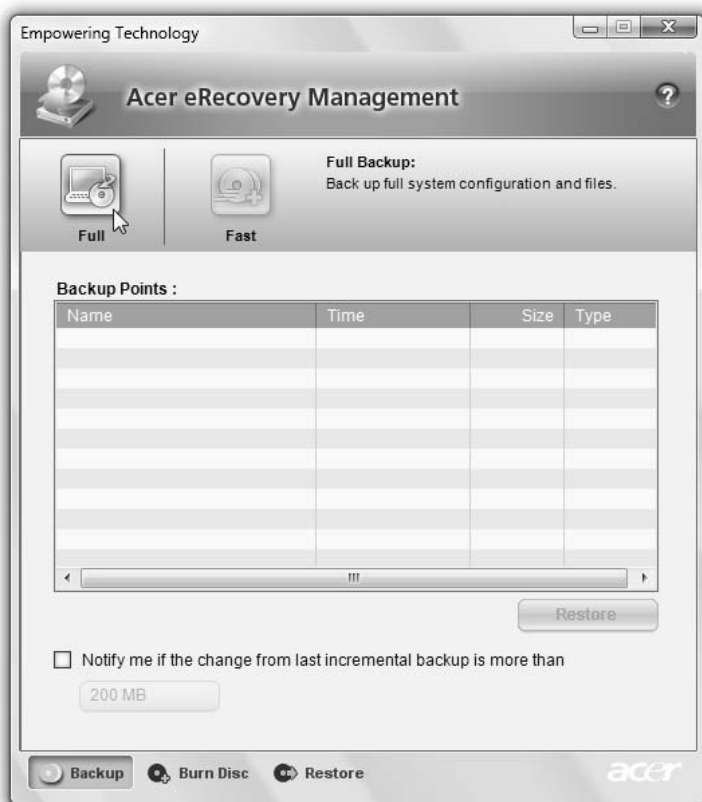 Empowering Technology
Acer eRecovery Management
?
Full
Fast
Full Backup:
Back up full system configuration and files.
Backup Points :
Name Time Size Type
Restore
Notify me if the change from last incremental backup is more than
200 MB
Backup Burn Disc Restore
acer